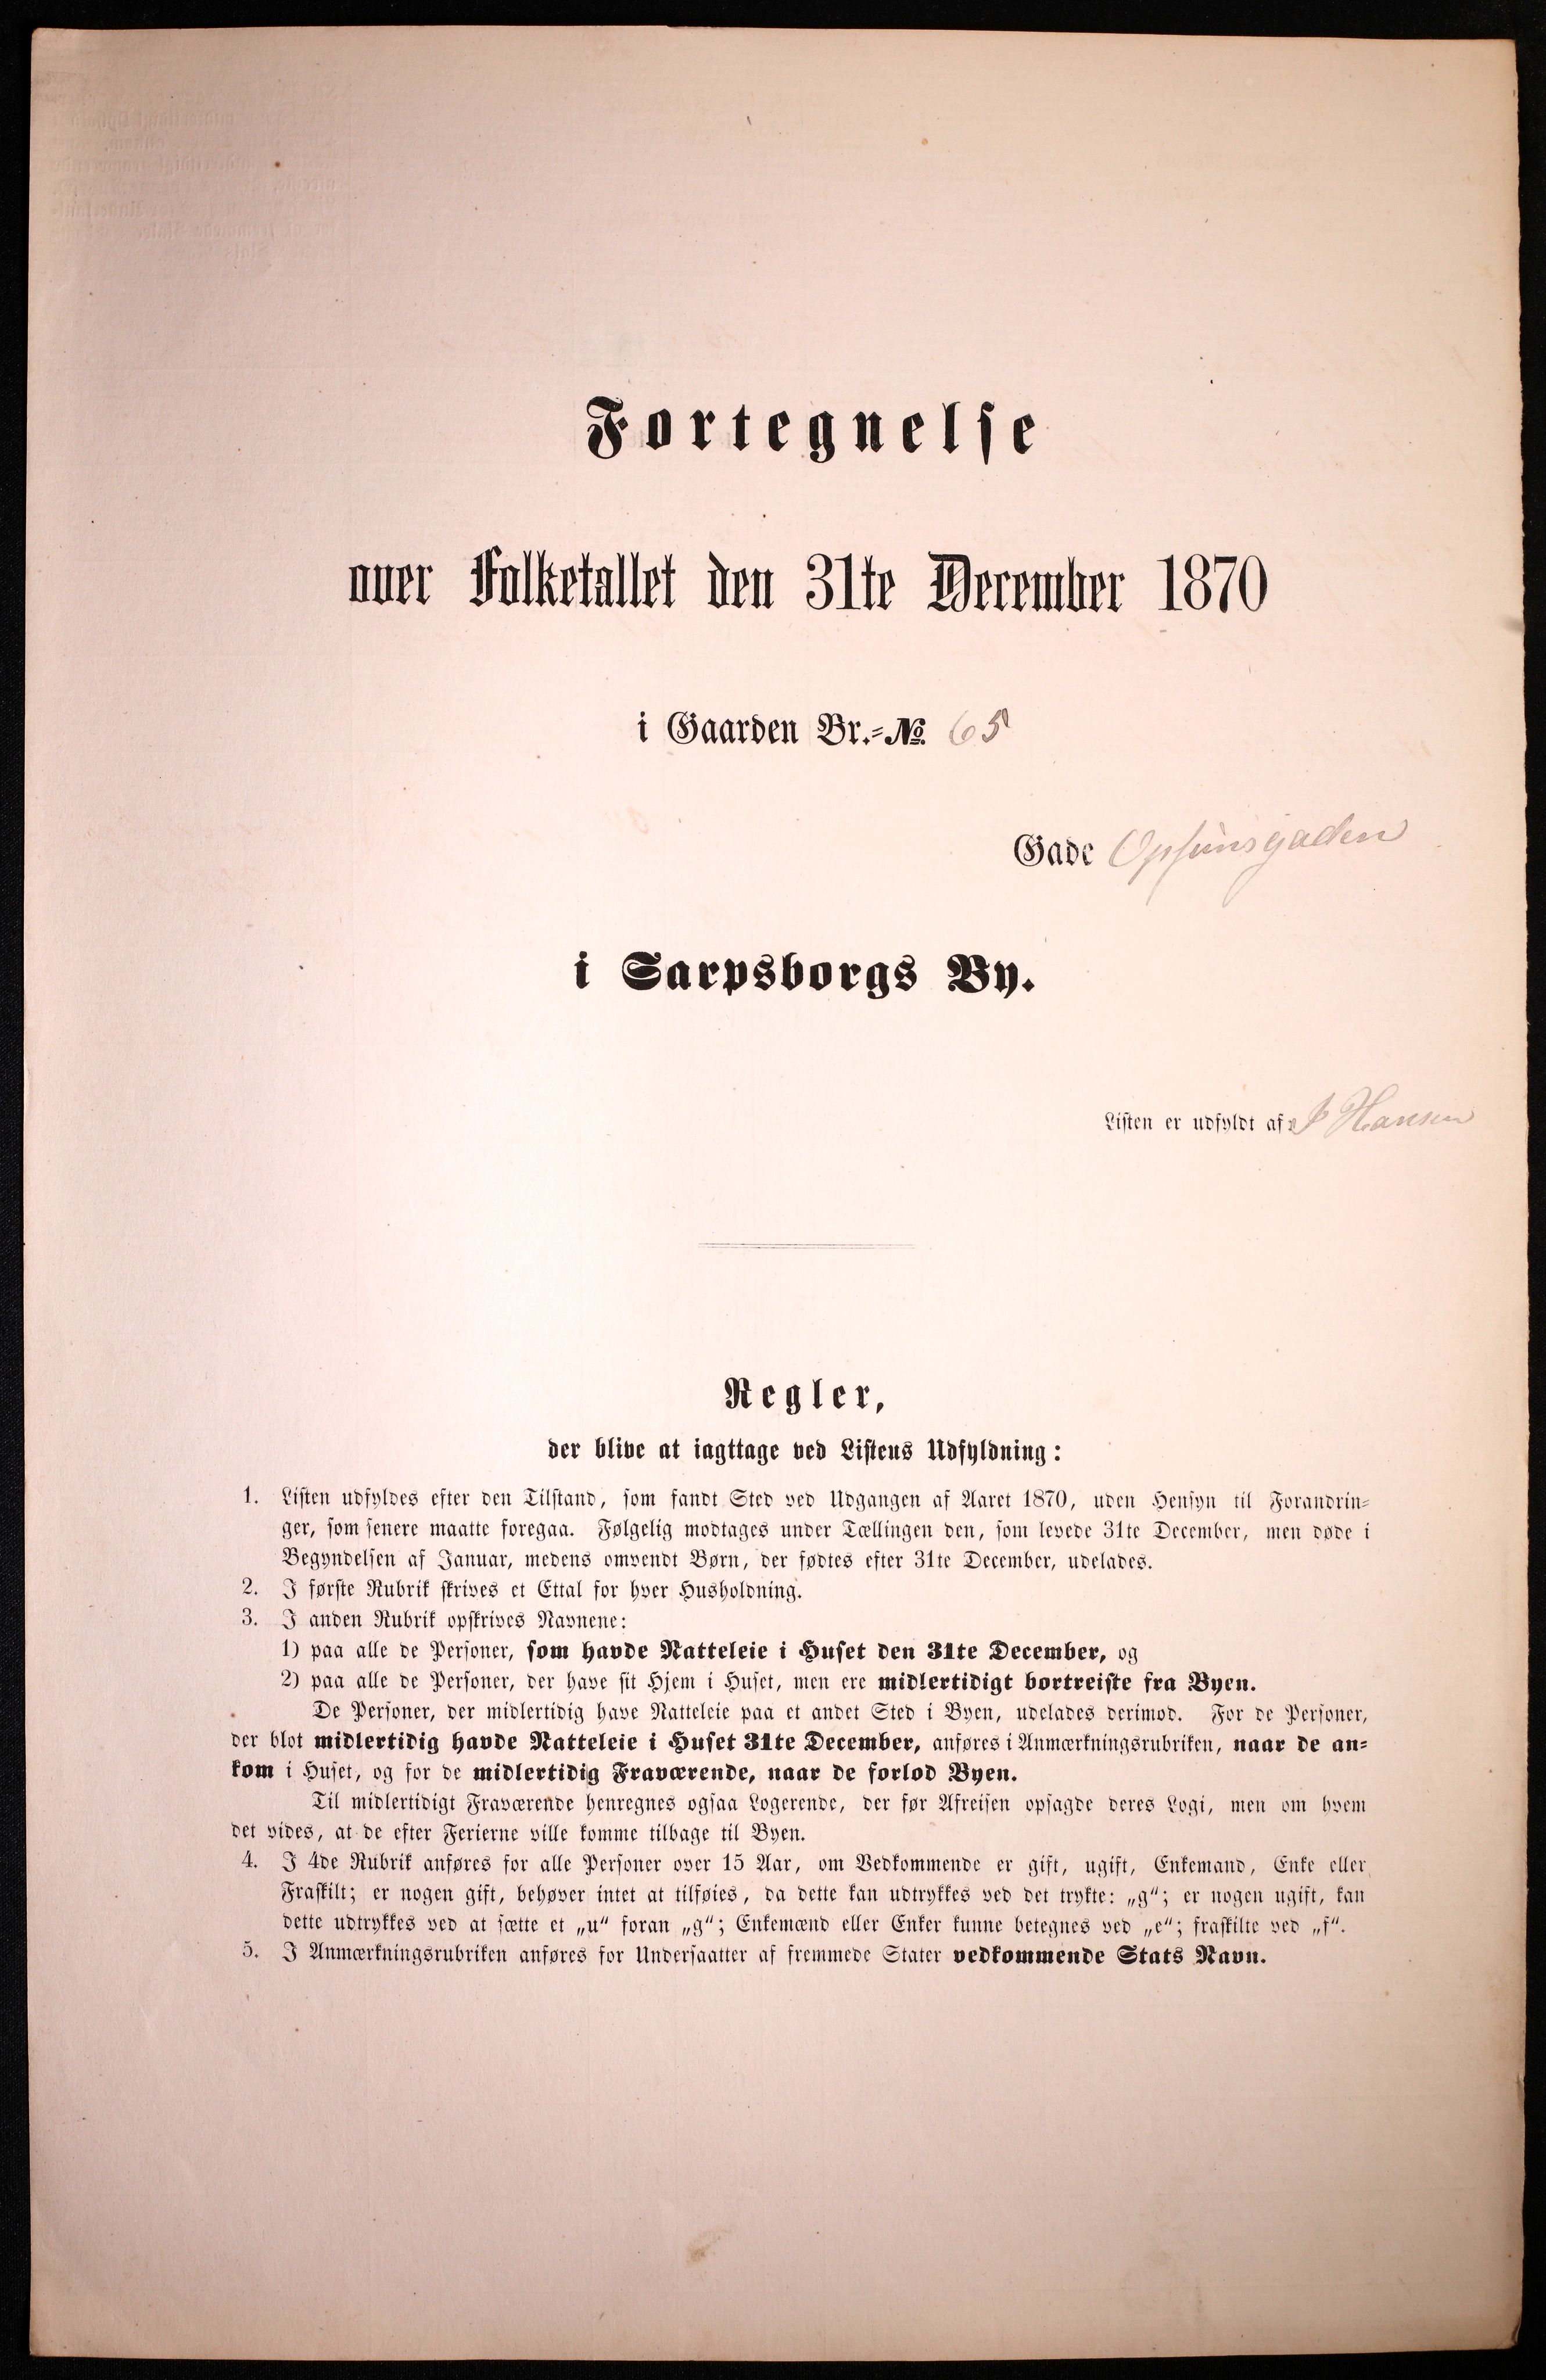 Fortegnelse
over Folketallet den 31te December 1870
i Gaarden Br.=No. 65
Gade Opsunsgaden
i Sarpsborgs By.
Listen er udfyldt af Hansen
Regler,
der blive at iagttage ved Listens Udfyldning:
1. Listen udfyldes efter den Tilstand, som fandt Sted ved Udgangen af Aaret 1870, uden Hensyn til Forandrin=
ger, som senere maatte foregaa. Følgelig modtages under Tællingen den, som levede 31te December, men døde i
Begyndelsen af Januar, medens omvendt Børn, der fødtes efter 31te December, udelades.
2. I første Rubrik skrives et Ettal for hver Husholdning.
3. I anden Rubrik opskrives Navnene:
1) paa alle de Personer, som havde Natteleie i Huset den 31te December, og
2) paa alle de Personer, der have sit Hjem i Huset, men ere midlertidigt bortreiste fra Byen.
De Personer, der midlertidig have Natteleie paa et andet Sted i Byen, udelades derimod. For de Personer,
der blot midlertidig havde Natteleie i Huset 31te December, anføres i Anmærkningsrubriken, naar de an=
kom i Huset, og for de midlertidig Fraværende, naar de forlod Byen.
Til midlertidigt Fraværende henregnes ogsaa Logerende, der før Afreisen opsagde deres Logi, men om hvem
det vides, at de efter Ferierne ville komme tilbage til Byen.
4. I 4de Rubrik anføres for alle Personer over 15 Aar, om Vedkommende er gift, ugift, Enkemand, Enke eller
Fraskilt; er nogen gift, behøver intet at tilføies, da dette kan udtrykkes ved det trykte: „g“; er nogen ugift, kan
dette udtrykkes ved at sætte et „u“ foran „g“; Enkemænd eller Enker kunne betegnes ved „e“; fraskilte ved „f“.
5. I Anmærkningsrubriken anføres for Undersaatter af fremmede Stater vedkommende Stats Navn.